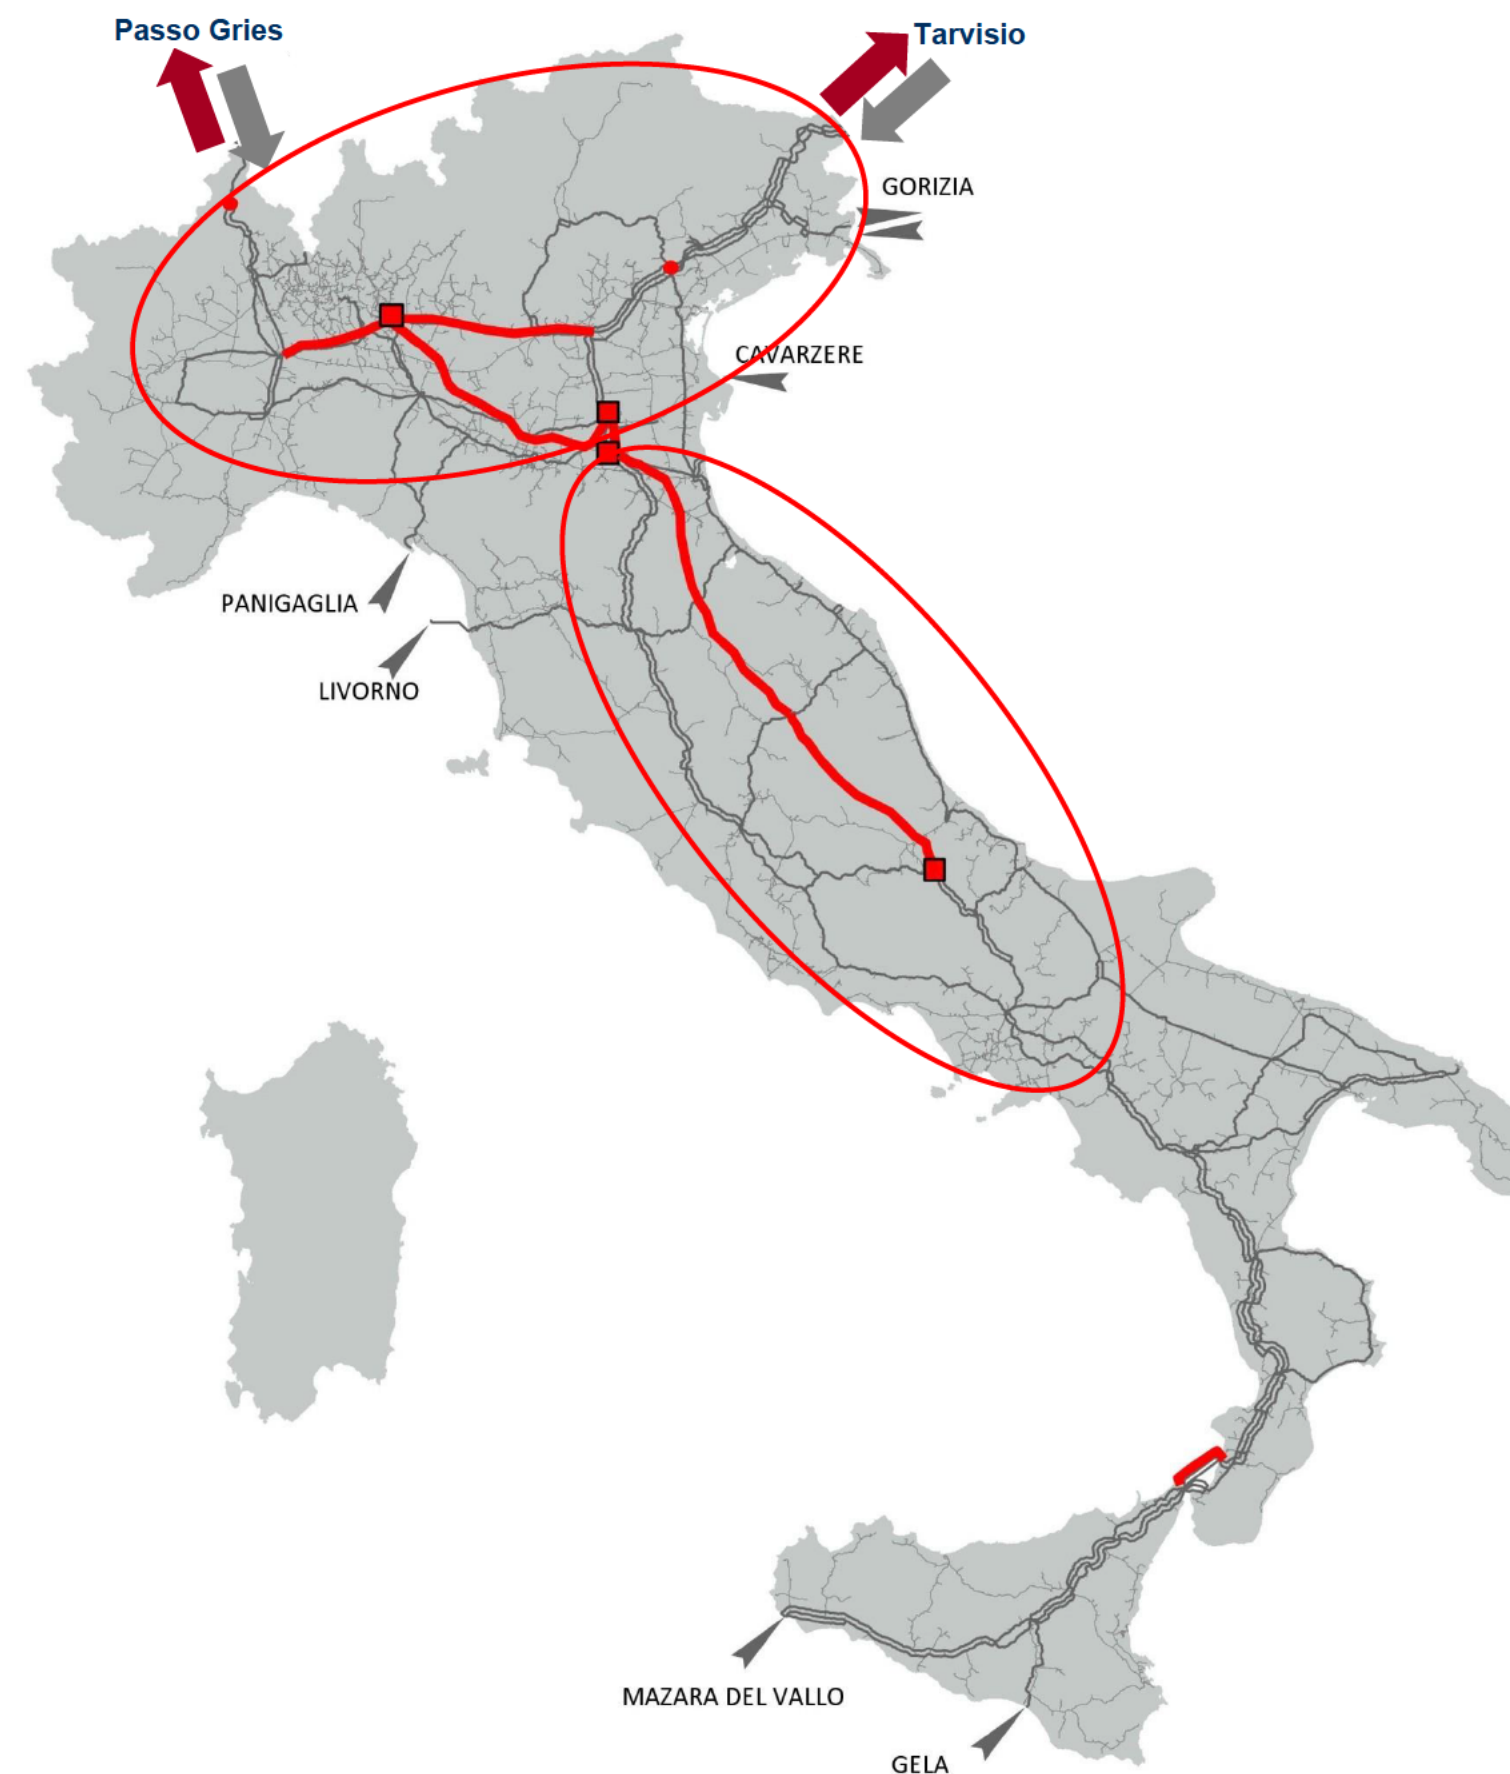 Passo Gries
Tarvisio
GORIZIA
CAVARZERE
PANIGAGLIA
LIVORNO
MAZARA DEL VALLO
GELA